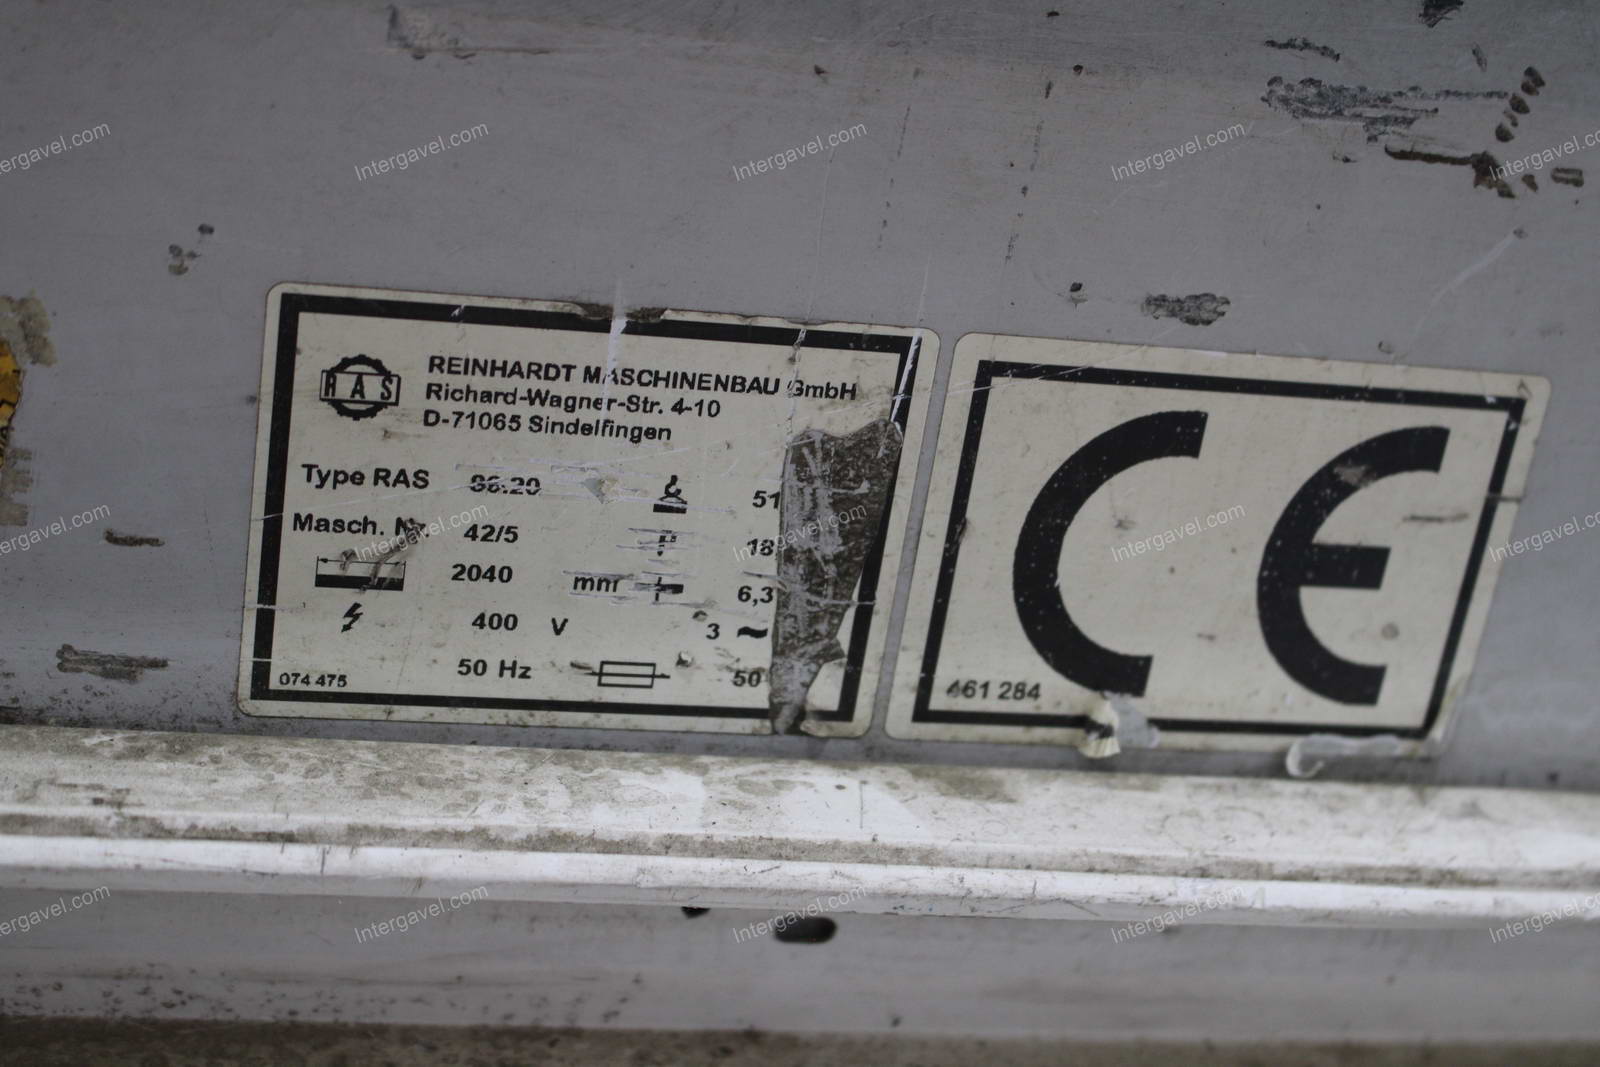 RAS
REINHARDT MASCHINENBAU GmbH
Richard-Wagner-Str. 4-10
D-71065 Sindelfingen
Type RAS
51
Masch. Nr. 42/5
18
2040 mm
6,3
400 V 3 ~
50 Hz 50
074 475
CE
461 284
Intergavel.com